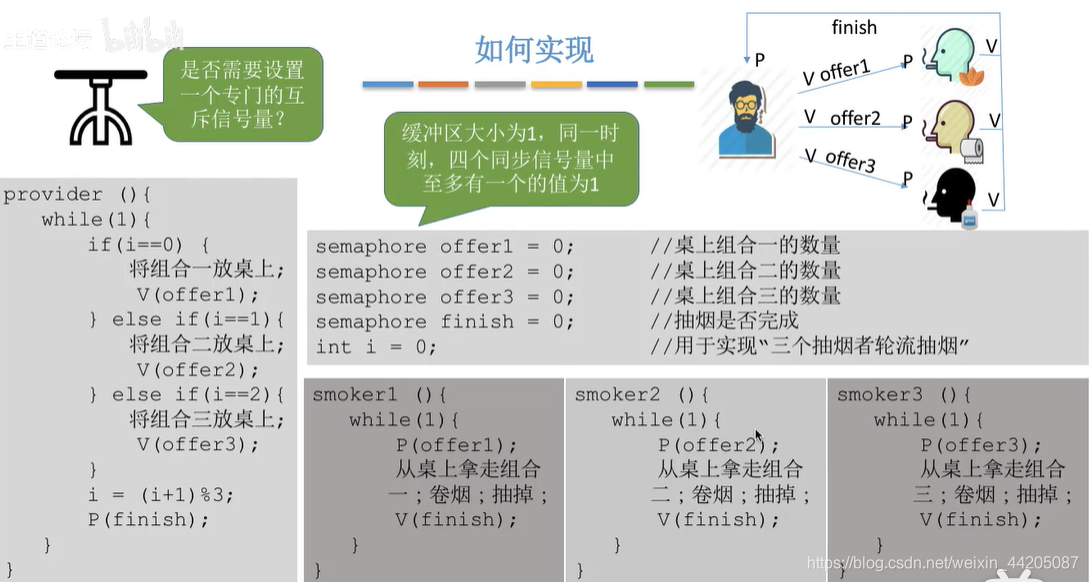 如何实现
是否需要设置
一个专门的互
斥信号量？
缓冲区大小为1，同一时
刻，四个同步信号量中
至多有一个的值为1
finish
P
V offer1
P
V
V offer2
P
V
V offer3
P
V
provider (){
while(1){
if(i==0) {
将组合一放桌上;
V(offer1);
} else if(i==1){
将组合二放桌上;
V(offer2);
} else if(i==2){
将组合三放桌上;
V(offer3);
}
i = (i+1)%3;
P(finish);
}
}
semaphore offer1 = 0; //桌上组合一的数量
semaphore offer2 = 0; //桌上组合二的数量
semaphore offer3 = 0; //桌上组合三的数量
semaphore finish = 0; //抽烟是否完成
int i = 0; //用于实现“三个抽烟者轮流抽烟”
smoker1 (){
while(1){
P(offer1);
从桌上拿走组合
一；卷烟；抽掉；
V(finish);
}
}
smoker2 (){
while(1){
P(offer2);
从桌上拿走组合
二；卷烟；抽掉；
V(finish);
}
}
smoker3 (){
while(1){
P(offer3);
从桌上拿走组合
三；卷烟；抽掉；
V(finish);
}
}
https://blog.csdn.net/weixin_44205087